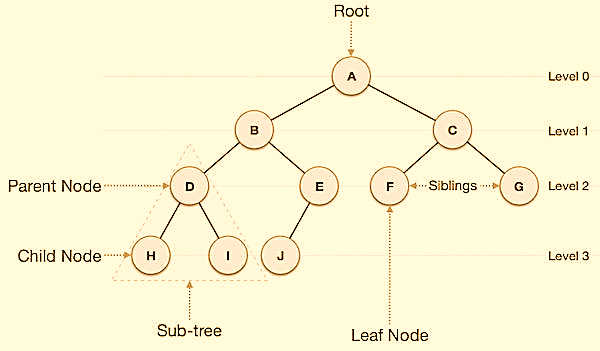 Root
A
Level 0
B
C
Level 1
Parent Node
D
E
F
Siblings
G
Level 2
Child Node
H
I
J
Level 3
Sub-tree
Leaf Node